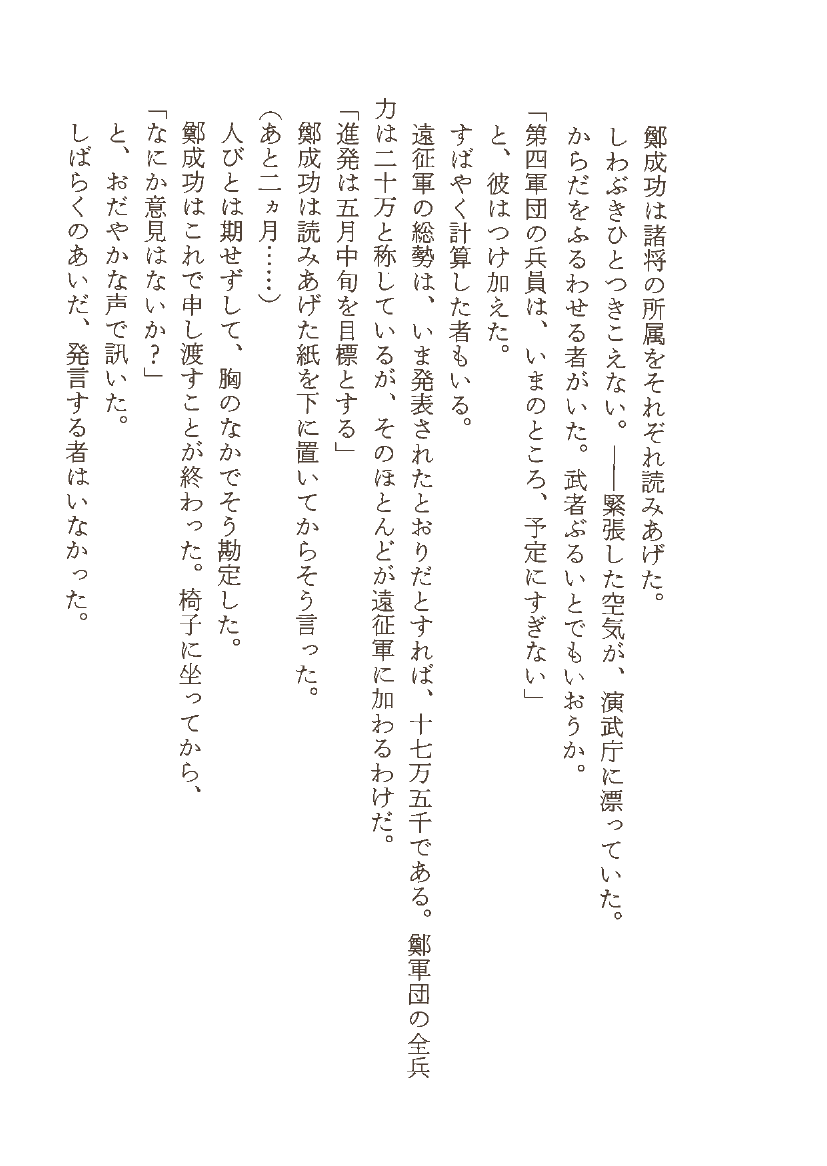 鄭成功は諸将の所属をそれぞれ読みあげた。
しわぶきひとつきこえない。――緊張した空気が、演武庁に漂っていた。
からだをふるわせる者がいた。武者ぶるいとでもいおうか。
「第四軍団の兵員は、いまのところ、予定にすぎない」
と、彼はつけ加えた。
すばやく計算した者もいる。
遠征軍の総勢は、いま発表されたとおりだとすれば、十七万五千である。鄭軍団の全兵
力は二十万と称しているが、そのほとんどが遠征軍に加わるわけだ。
「進発は五月中旬を目標とする」
鄭成功は読みあげた紙を下に置いてからそう言った。
（あと二ヵ月……）
人びとは期せずして、胸のなかでそう勘定した。
鄭成功はこれで申し渡すことが終わった。椅子に坐ってから、
「なにか意見はないか？」
と、おだやかな声で訊いた。
しばらくのあいだ、発言する者はいなかった。